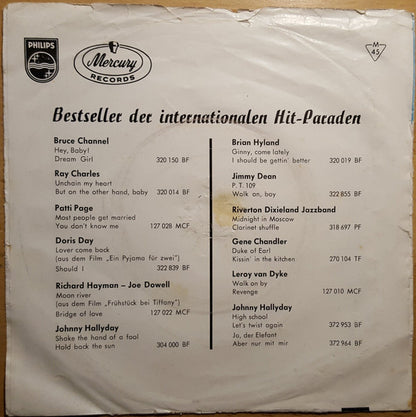 PHILIPS
Mercury
RECORDS
M
45
Bestseller der internationalen Hit-Paraden
Bruce Channel
Hey, Baby!
Dream Girl 320 150 BF
Ray Charles
Unchain my heart
But on the other hand, baby 320 014 BF
Patti Page
Most people get married
You don't know me 127 028 MCF
Doris Day
Lover come back
(aus dem Film „Ein Pyjama für zwei")
Should I 322 839 BF
Richard Hayman – Joe Dowell
Moon river
(aus dem Film „Frühstück bei Tiffany")
Bridge of love 127 022 MCF
Johnny Hallyday
Shake the hand of a fool
Hold back the sun 304 000 BF
Brian Hyland
Ginny, come lately
I should be gettin' better 320 019 BF
Jimmy Dean
P. T. 109
Walk on, boy 322 855 BF
Riverton Dixieland Jazzband
Midnight in Moscow
Clarinet shuffle 318 697 PF
Gene Chandler
Duke of Earl
Kissin' in the kitchen 270 104 TF
Leroy van Dyke
Walk on by
Revenge 127 010 MCF
Johnny Hallyday
High school
Let's twist again 372 953 BF
Ja, der Elefant
Aber nur mit mir 372 964 BF